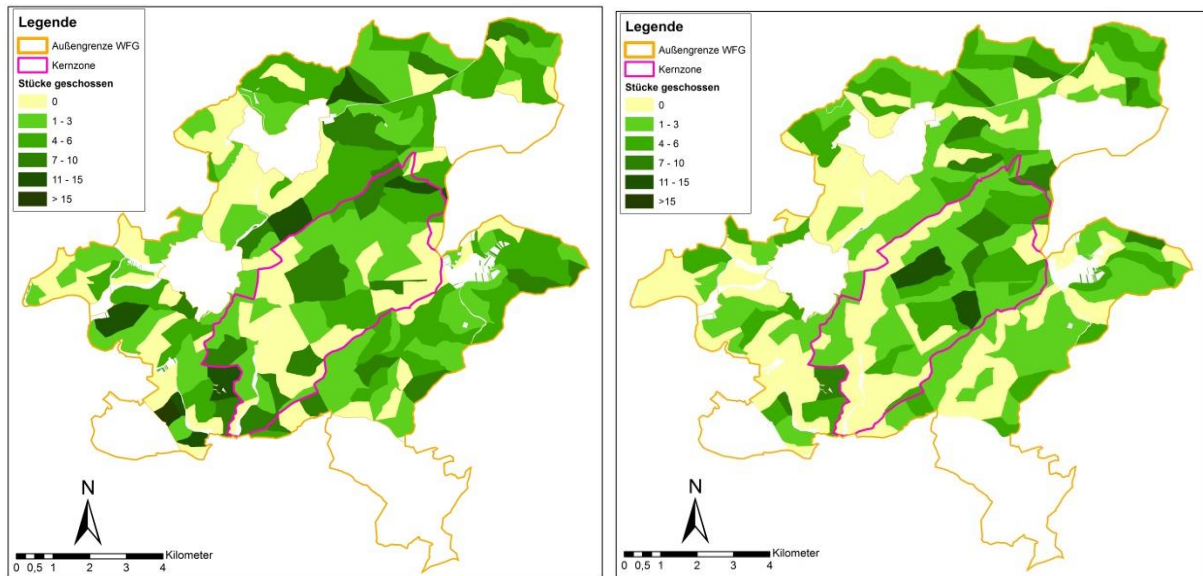 Legende
Außengrenze WFG
Kernzone
Stücke geschossen
0
1 - 3
4 - 6
7 - 10
11 - 15
> 15
N
Kilometer
0 0,5 1 2 3 4
Legende
Außengrenze WFG
Kernzone
Stücke geschossen
0
1 - 3
4 - 6
7 - 10
11 - 15
>15
N
Kilometer
0 0,5 1 2 3 4